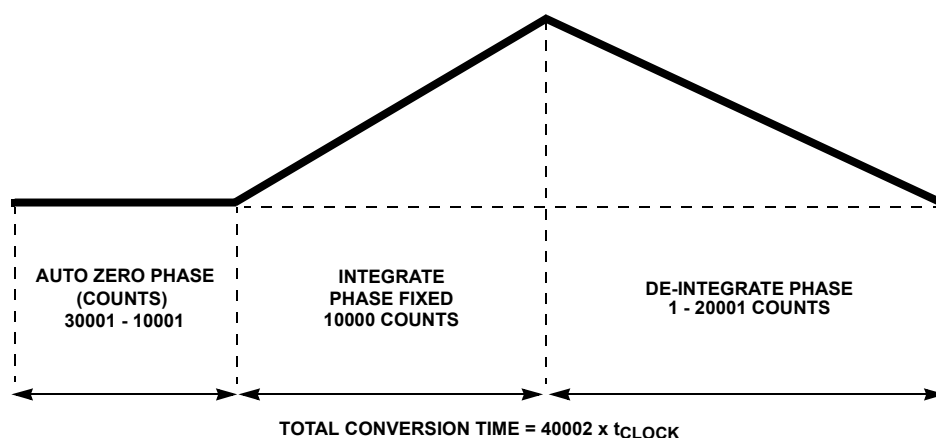 AUTO ZERO PHASE
(COUNTS)
30001 - 10001
INTEGRATE
PHASE FIXED
10000 COUNTS
DE-INTEGRATE PHASE
1 - 20001 COUNTS
TOTAL CONVERSION TIME = 40002 x tCLOCK